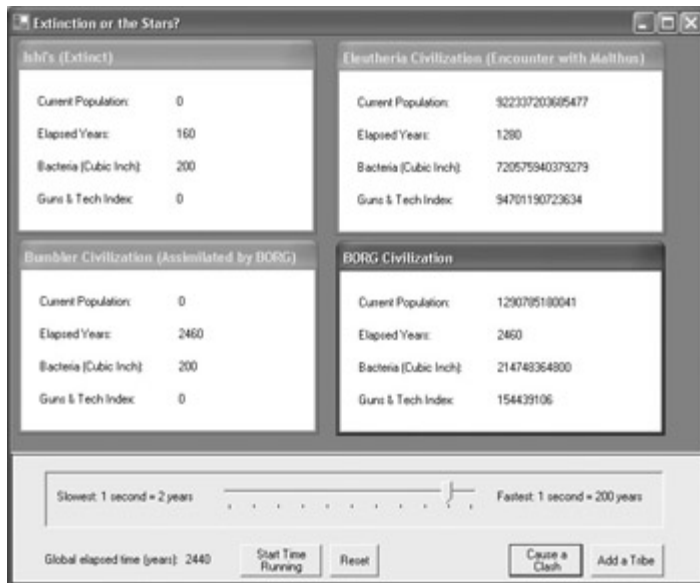 Extinction or the Stars?
Ishi's (Extinct)
Current Population: 0
Elapsed Years: 160
Bacteria (Cubic Inch): 200
Guns & Tech Index: 0
Eleutheria Civilization (Encounter with Malthus)
Current Population: 922337203685477
Elapsed Years: 1280
Bacteria (Cubic Inch): 720575940379279
Guns & Tech Index: 94701190723634
Bumbler Civilization (Assimilated by BORG)
Current Population: 0
Elapsed Years: 2460
Bacteria (Cubic Inch): 200
Guns & Tech Index: 0
BORG Civilization
Current Population: 1290785180041
Elapsed Years: 2460
Bacteria (Cubic Inch): 214748364800
Guns & Tech Index: 154439106
Slowest: 1 second = 2 years
Fastest: 1 second = 200 years
Global elapsed time (years): 2440
Start Time
Running
Reset
Cause a
Clash
Add a Tribe